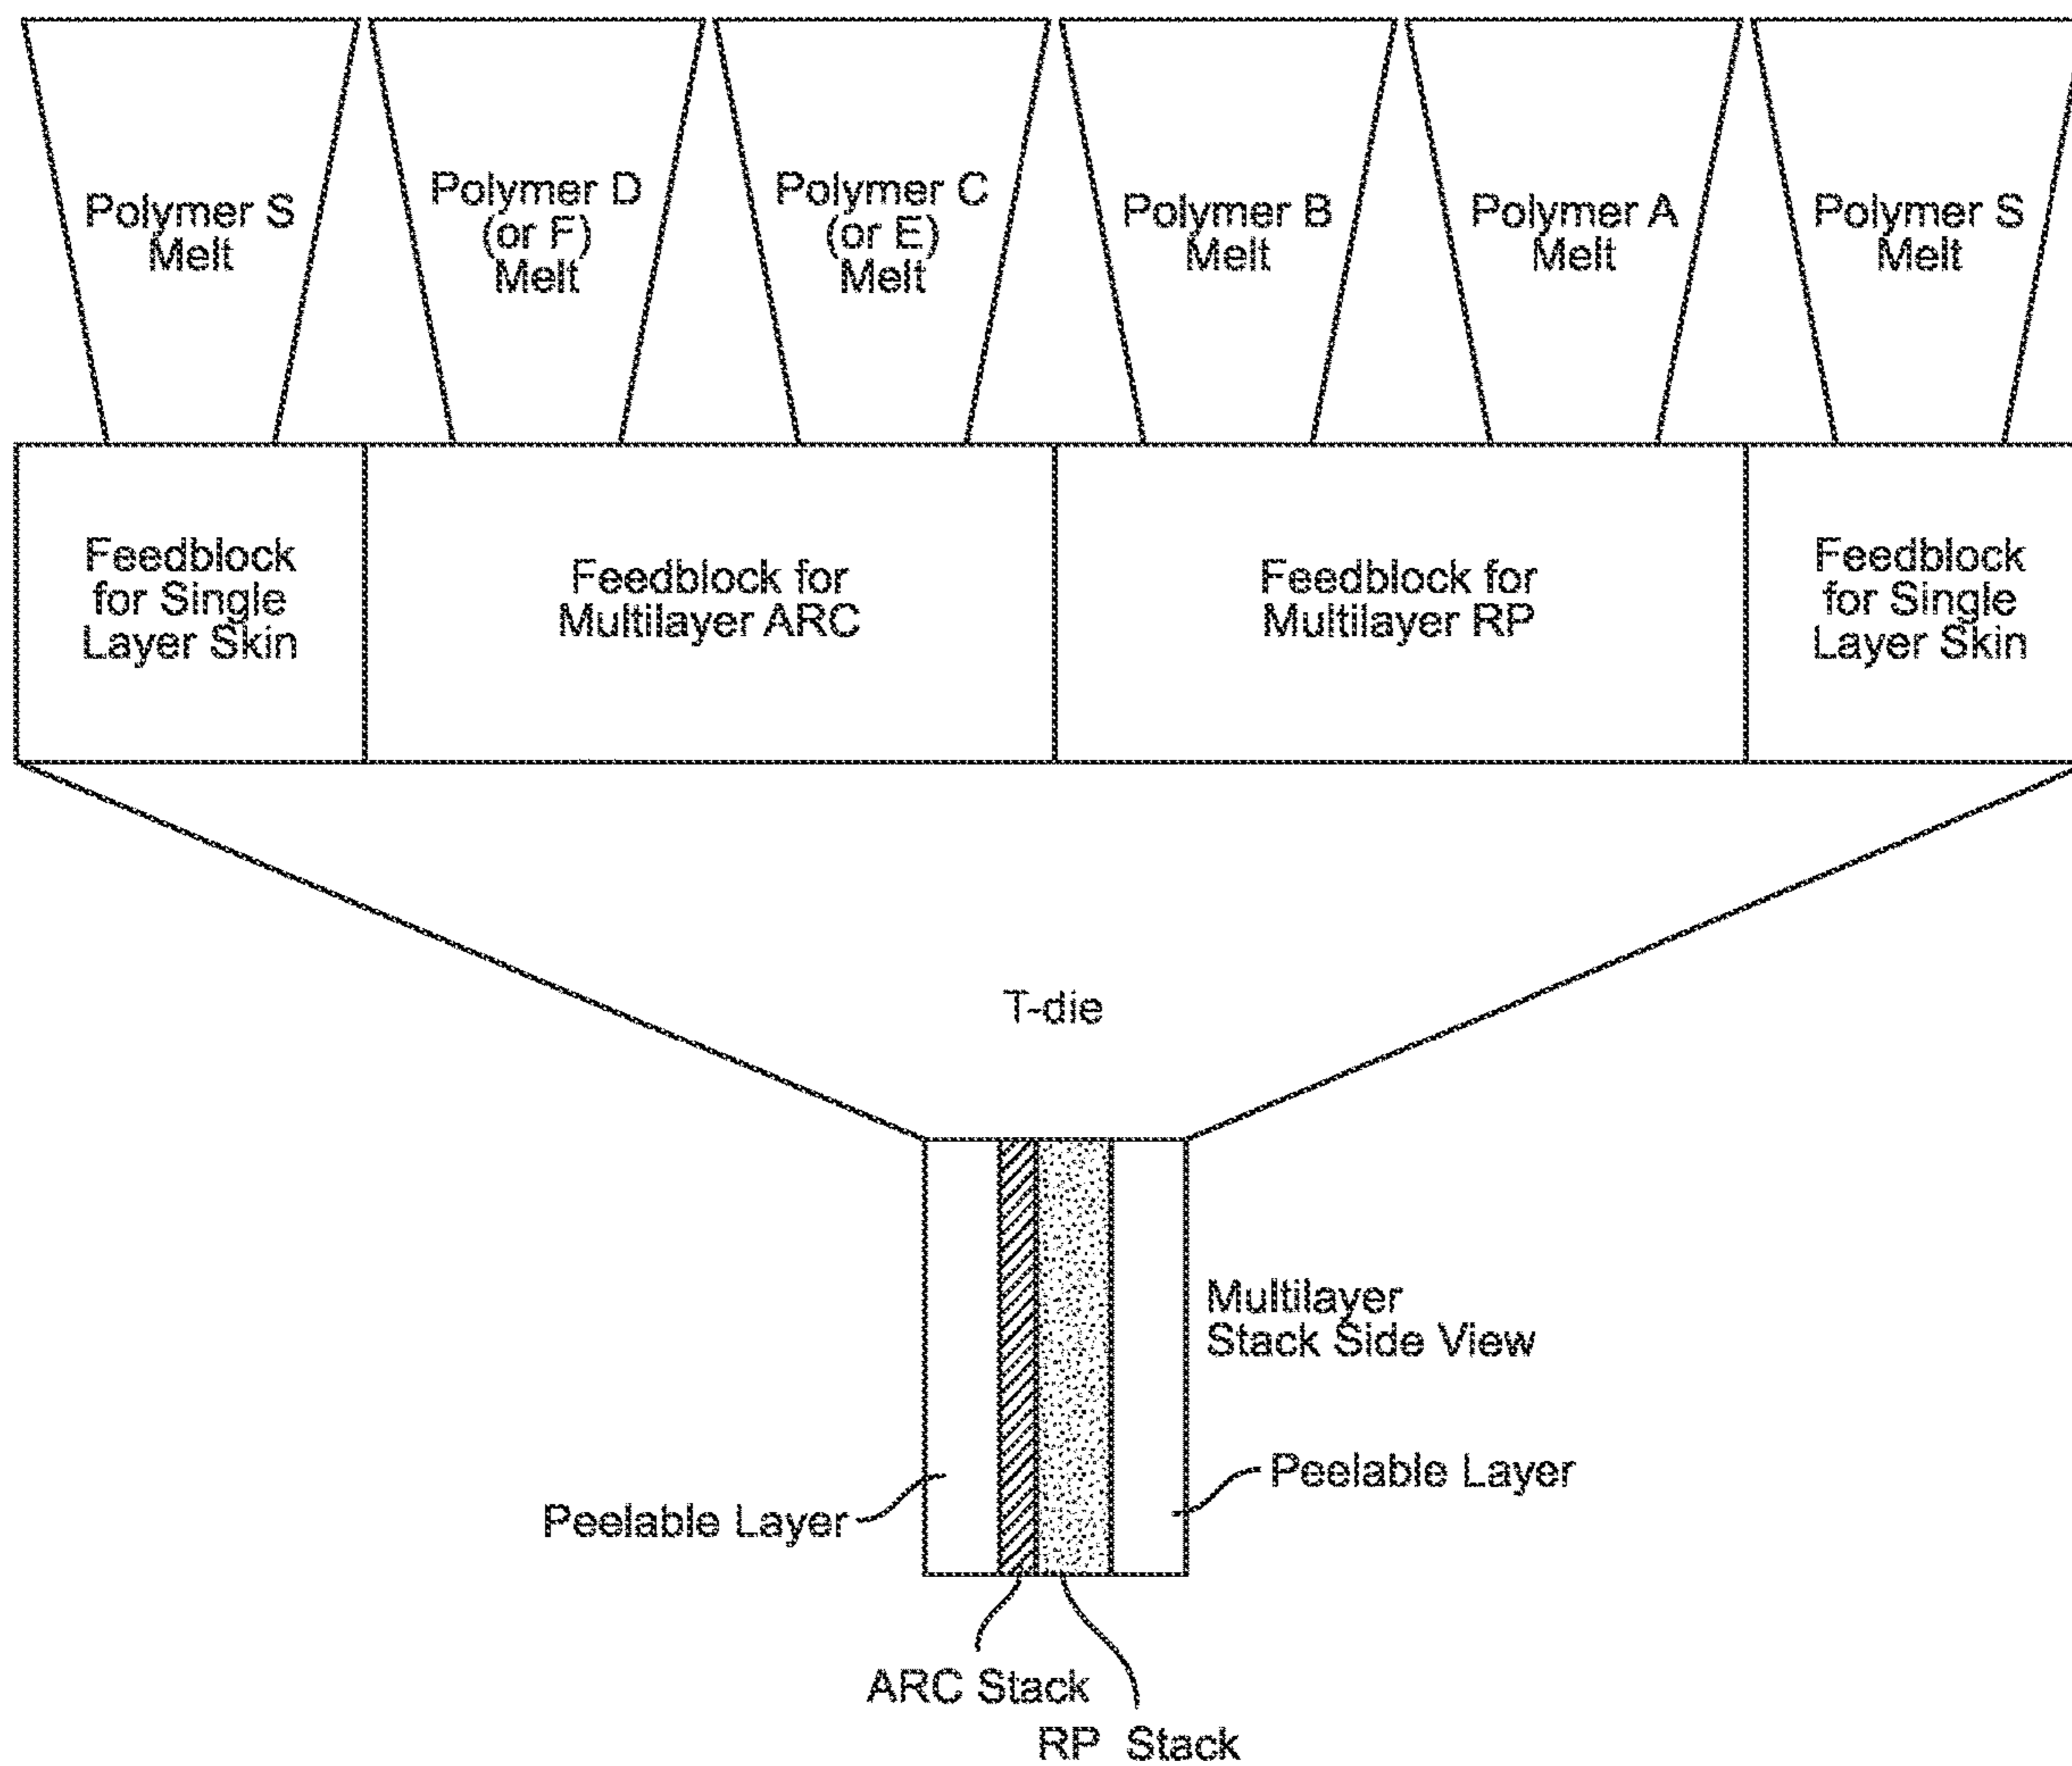 Polymer S
Melt
Polymer D
(or F)
Melt
Polymer C
(or E)
Melt
Polymer B
Melt
Polymer A
Melt
Polymer S
Melt
Feedblock
for Single
Layer Skin
Feedblock for
Multilayer ARC
Feedblock for
Multilayer RP
Feedblock
for Single
Layer Skin
T-die
Multilayer
Stack Side View
Peelable Layer
Peelable Layer
ARC Stack
RP Stack